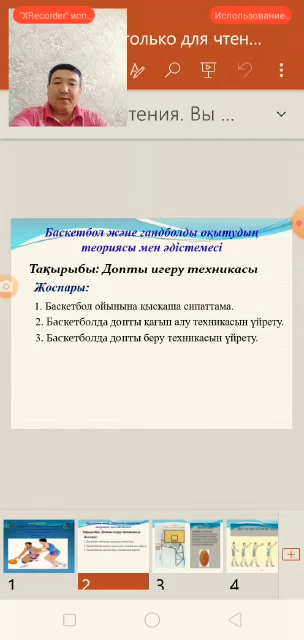 "XRecorder" исп...
Использование...
только для чтен...
тения. Вы ...
Баскетбол және гандболды оқытудың
теориясы мен әдістемесі
Тақырыбы: Допты игеру техникасы
Жоспары:
1. Баскетбол ойынына қысқаша сипаттама.
2. Баскетболда допты қағып алу техникасын үйрету.
3. Баскетболда допты беру техникасын үйрету.
1
2
3
4